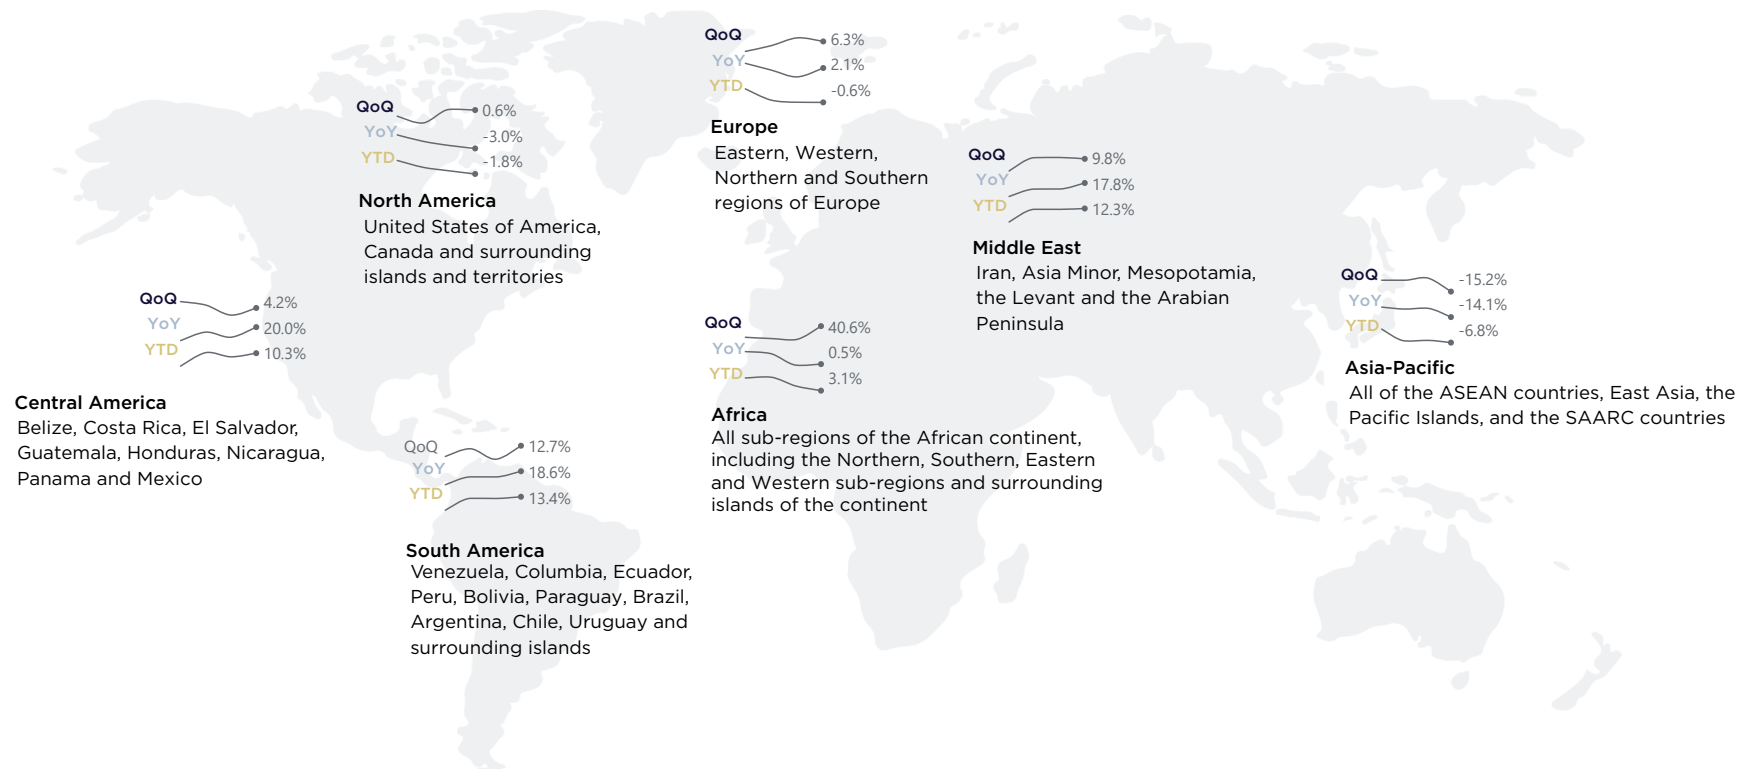 QoQ 6.3%
YoY 2.1%
YTD -0.6%
Europe
Eastern, Western,
Northern and Southern
regions of Europe
QoQ 0.6%
YoY -3.0%
YTD -1.8%
North America
United States of America,
Canada and surrounding
islands and territories
QoQ 9.8%
YoY 17.8%
YTD 12.3%
Middle East
Iran, Asia Minor, Mesopotamia,
the Levant and the Arabian
Peninsula
QoQ 4.2%
YoY 20.0%
YTD 10.3%
Central America
Belize, Costa Rica, El Salvador,
Guatemala, Honduras, Nicaragua,
Panama and Mexico
QoQ 40.6%
YoY 0.5%
YTD 3.1%
Africa
All sub-regions of the African continent,
including the Northern, Southern, Eastern
and Western sub-regions and surrounding
islands of the continent
QoQ -15.2%
YoY -14.1%
YTD -6.8%
Asia-Pacific
All of the ASEAN countries, East Asia, the
Pacific Islands, and the SAARC countries
QoQ 12.7%
YoY 18.6%
YTD 13.4%
South America
Venezuela, Columbia, Ecuador,
Peru, Bolivia, Paraguay, Brazil,
Argentina, Chile, Uruguay and
surrounding islands